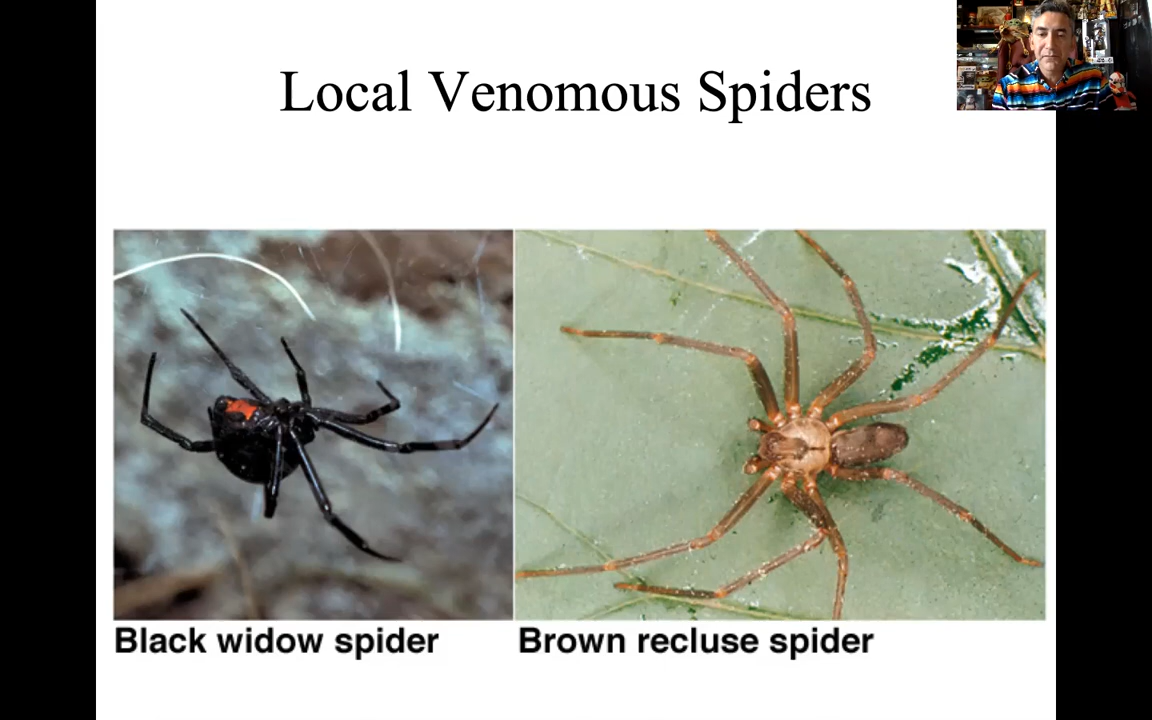 Local Venomous Spiders
Black widow spider
Brown recluse spider